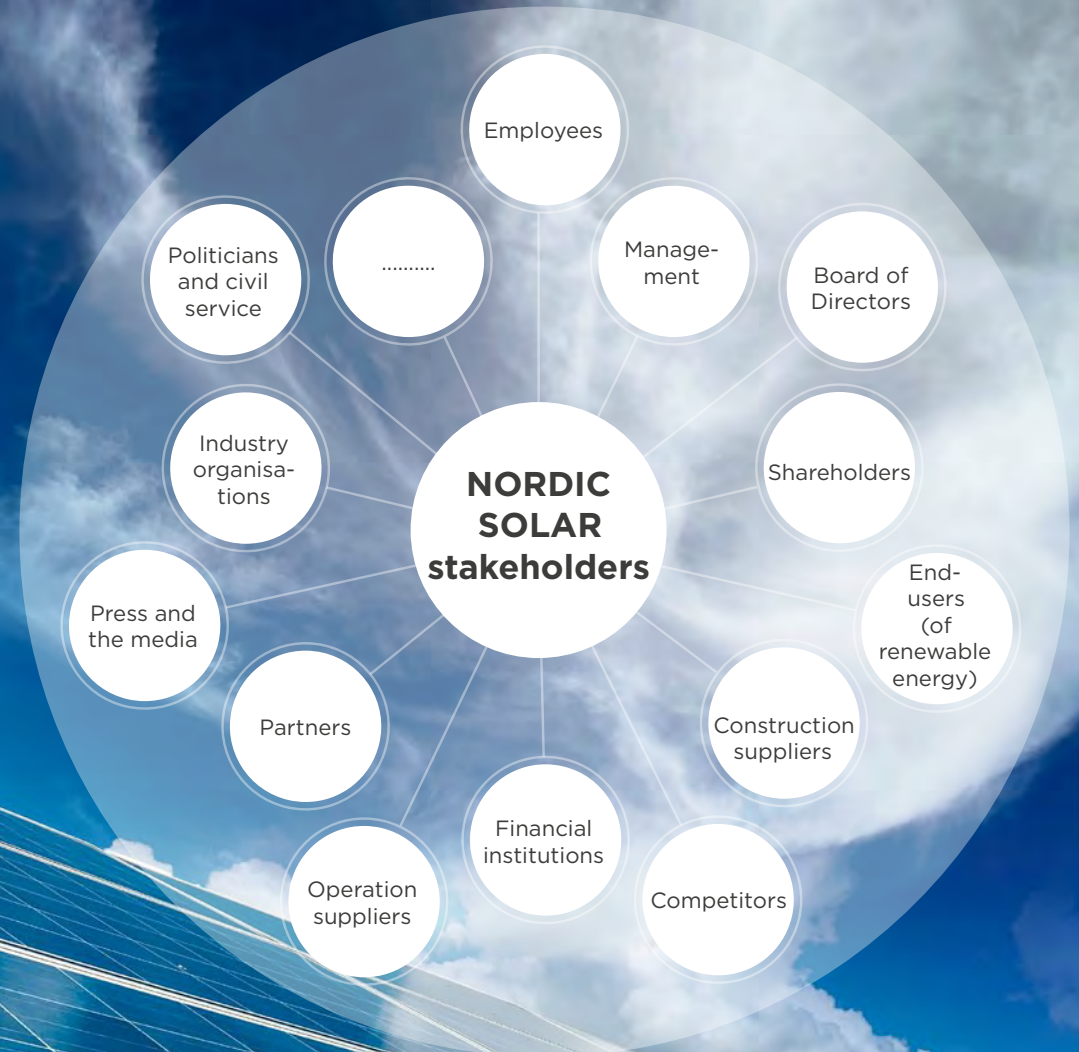 Employees
Manage-
ment
Board of
Directors
Shareholders
End-
users
(of
renewable
energy)
Construction
suppliers
Competitors
Financial
institutions
Operation
suppliers
Partners
Press and
the media
Industry
organisa-
tions
Politicians
and civil
service
..........
NORDIC
SOLAR
stakeholders